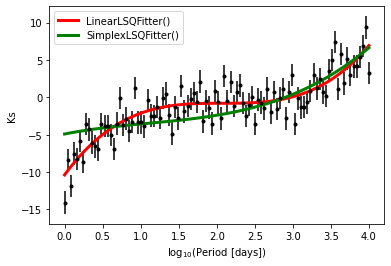 LinearLSQFitter()
SimplexLSQFitter()
10
5
0
−5
−10
−15
Ks
0.0 0.5 1.0 1.5 2.0 2.5 3.0 3.5 4.0
log₁₀(Period [days])